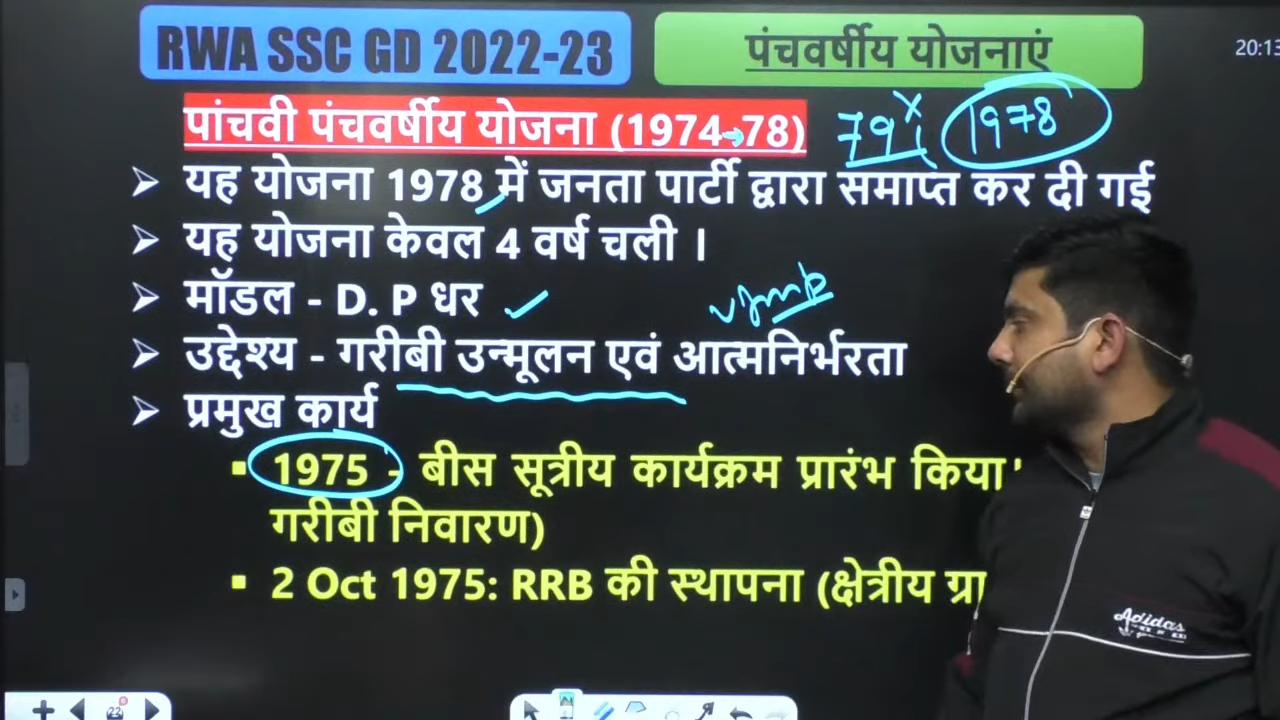 RWA SSC GD 2022-23
पंचवर्षीय योजनाएं
20:13
पांचवी पंचवर्षीय योजना (1974-78)
79 x
1978
यह योजना 1978 में जनता पार्टी द्वारा समाप्त कर दी गई
यह योजना केवल 4 वर्ष चली ।
मॉडल - D. P धर
उद्देश्य - गरीबी उन्मूलन एवं आत्मनिर्भरता
प्रमुख कार्य
1975 - बीस सूत्रीय कार्यक्रम प्रारंभ किया
गरीबी निवारण)
2 Oct 1975: RRB की स्थापना (क्षेत्रीय ग्रा
Adidas
22